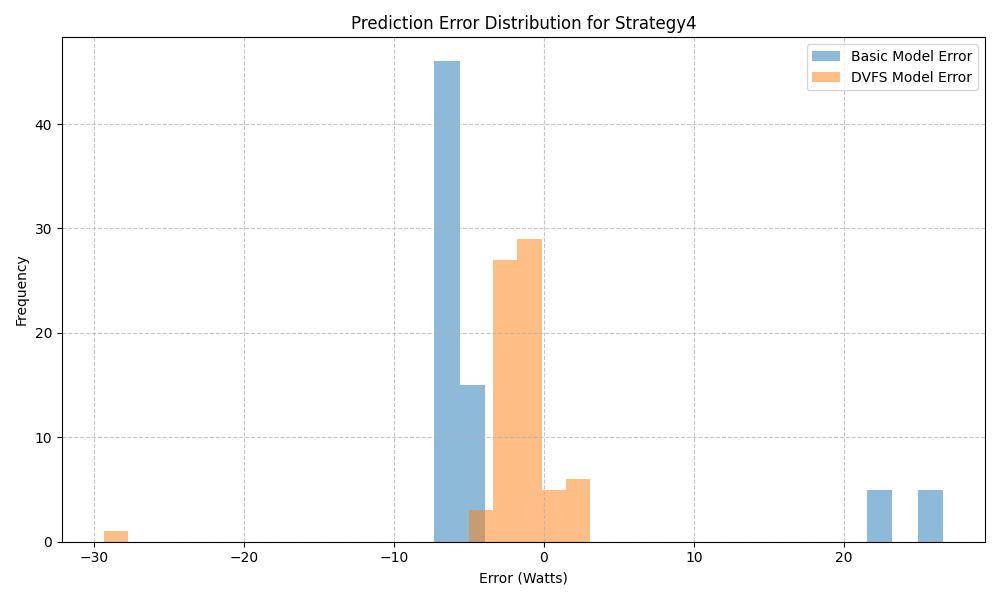 Prediction Error Distribution for Strategy4
Basic Model Error
DVFS Model Error
Frequency
40
30
20
10
0
−30
−20
−10
0
10
20
Error (Watts)